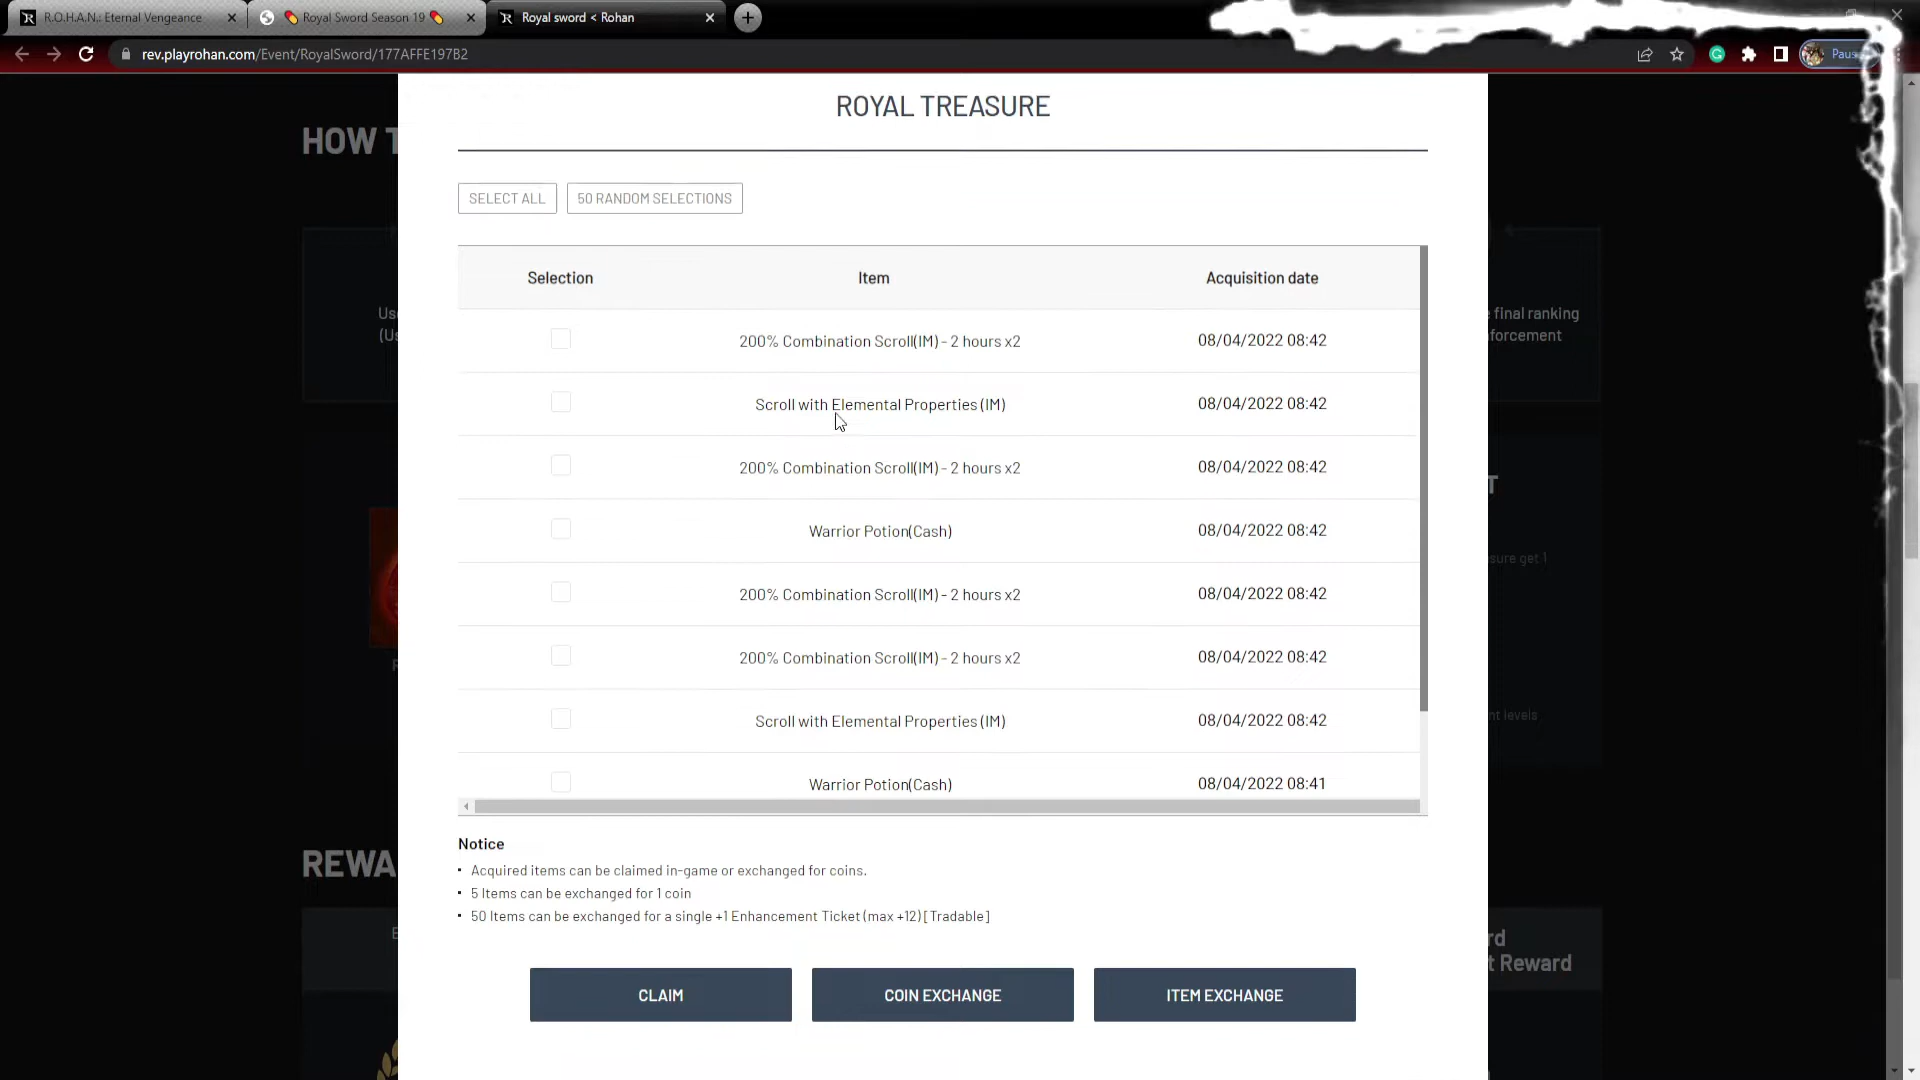 R.O.H.A.N.: Eternal Vengeance
Royal Sword Season 19
Royal sword < Rohan
rev.playrohan.com/Event/RoyalSword/177AFFE197B2
HOW
ROYAL TREASURE
SELECT ALL
50 RANDOM SELECTIONS
Selection Item Acquisition date
200% Combination Scroll(IM) - 2 hours x2 08/04/2022 08:42
Scroll with Elemental Properties (IM) 08/04/2022 08:42
200% Combination Scroll(IM) - 2 hours x2 08/04/2022 08:42
Warrior Potion(Cash) 08/04/2022 08:42
200% Combination Scroll(IM) - 2 hours x2 08/04/2022 08:42
200% Combination Scroll(IM) - 2 hours x2 08/04/2022 08:42
Scroll with Elemental Properties (IM) 08/04/2022 08:42
Warrior Potion(Cash) 08/04/2022 08:41
Notice
▪ Acquired items can be claimed in-game or exchanged for coins.
▪ 5 Items can be exchanged for 1 coin
▪ 50 Items can be exchanged for a single +1 Enhancement Ticket (max +12) [Tradable]
CLAIM
COIN EXCHANGE
ITEM EXCHANGE
final ranking
sure get 1
nt levels
REWA
rd
t Reward